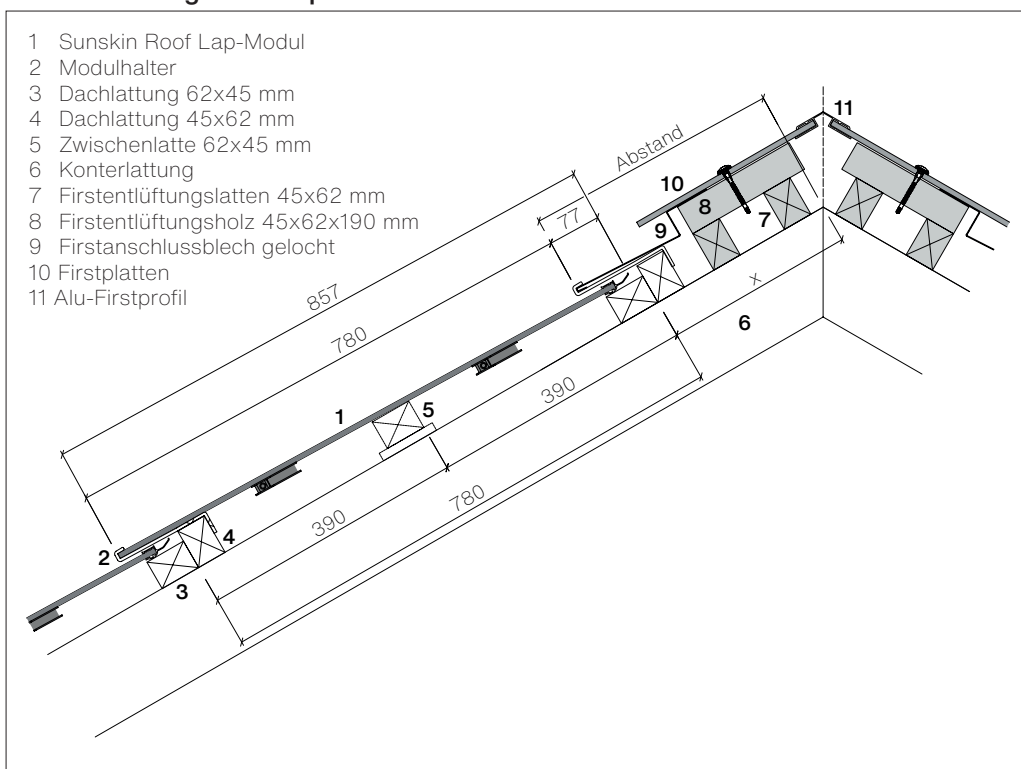 1 Sunskin Roof Lap-Modul
2 Modulhalter
3 Dachlattung 62x45 mm
4 Dachlattung 45x62 mm
5 Zwischenlatte 62x45 mm
6 Konterlattung
7 Firstentlüftungslatten 45x62 mm
8 Firstentlüftungsholz 45x62x190 mm
9 Firstanschlussblech gelocht
10 Firstplatten
11 Alu-Firstprofil
11
Abstand
10
8
7
77
9
857
780
x
6
390
1
5
780
390
4
2
3